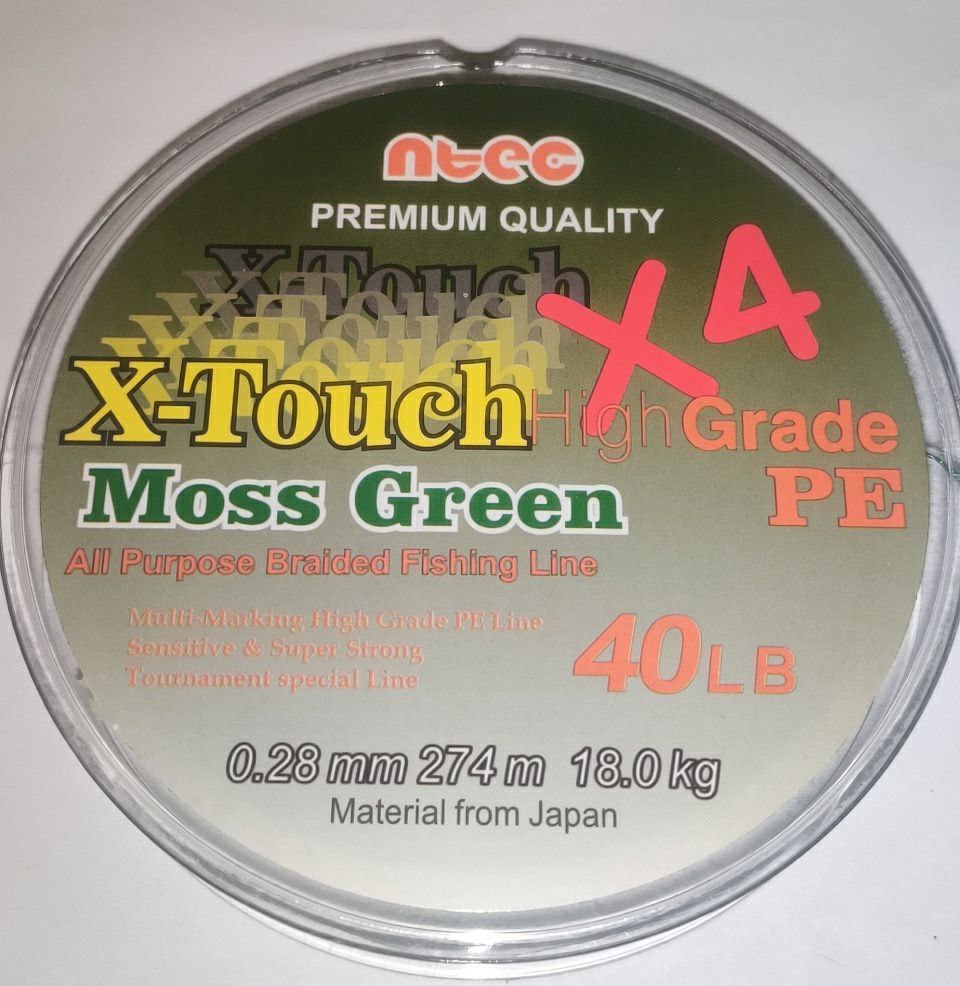 ntec
PREMIUM QUALITY
X-Touch
X-Touch
X-Touch
X-Touch X4
High Grade
Moss Green PE
All Purpose Braided Fishing Line
Multi-Marking High Grade PE Line
Sensitive & Super Strong
Tournament special Line
40LB
0.28 mm 274 m 18.0 kg
Material from Japan